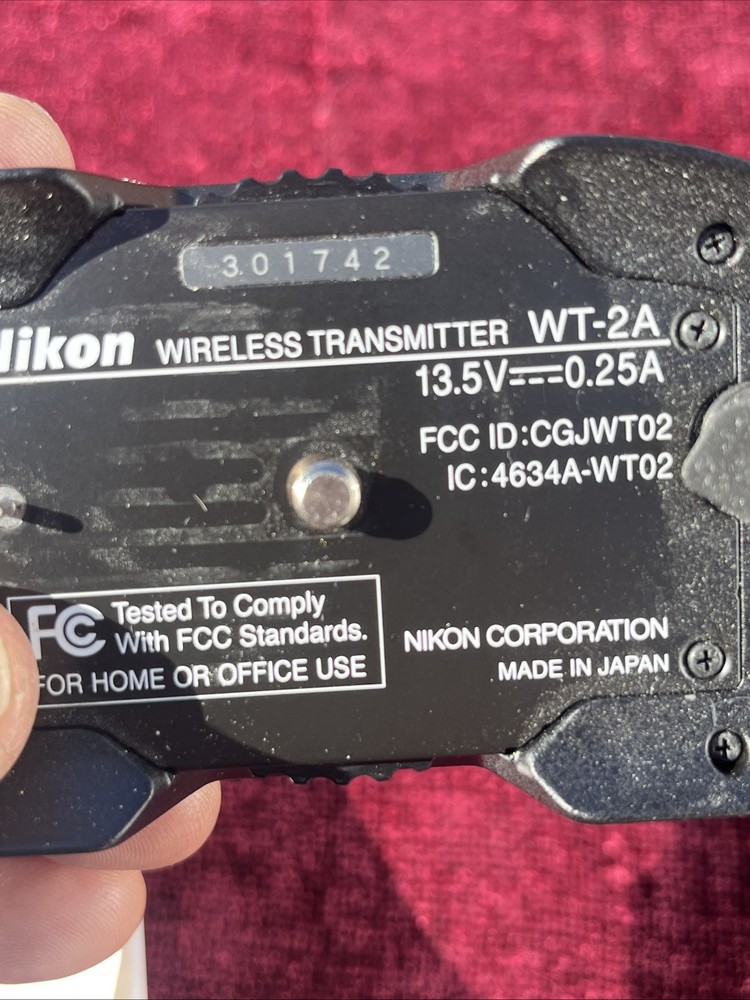 301742
Nikon WIRELESS TRANSMITTER WT-2A
13.5V⎓0.25A
FCC ID:CGJWT02
IC:4634A-WT02
FC Tested To Comply
With FCC Standards.
FOR HOME OR OFFICE USE
NIKON CORPORATION
MADE IN JAPAN